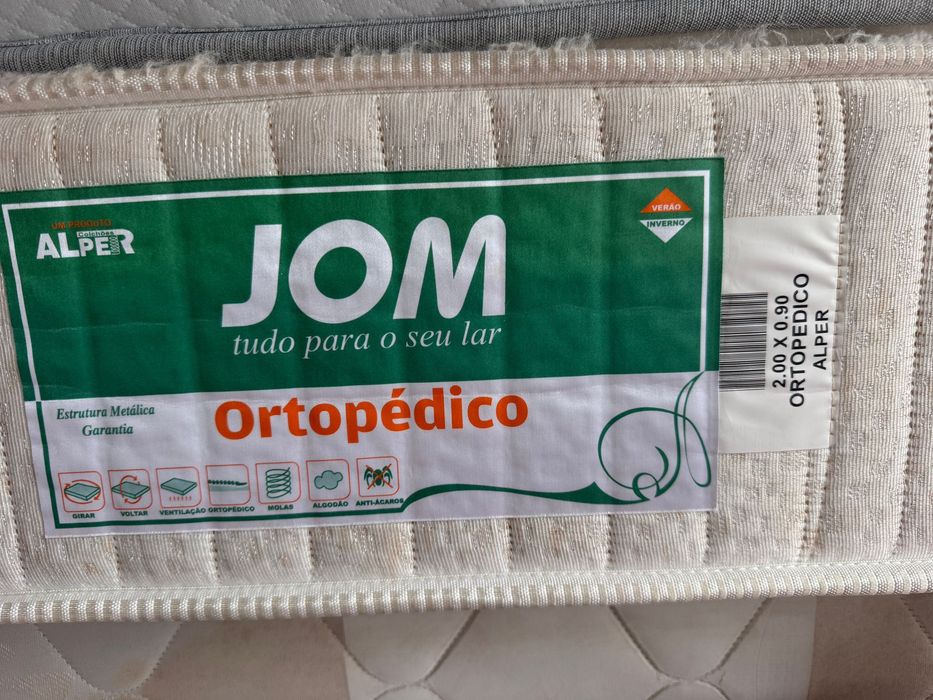 UM PRODUTO
Colchões
ALPER
JOM
tudo para o seu lar
VERÃO
INVERNO
Estrutura Metálica
Garantia
Ortopédico
GIRAR
VOLTAR
VENTILAÇÃO
ORTOPÉDICO
MOLAS
ALGODÃO
ANTI-ÁCAROS
2.00 X 0.90
ORTOPEDICO
ALPER